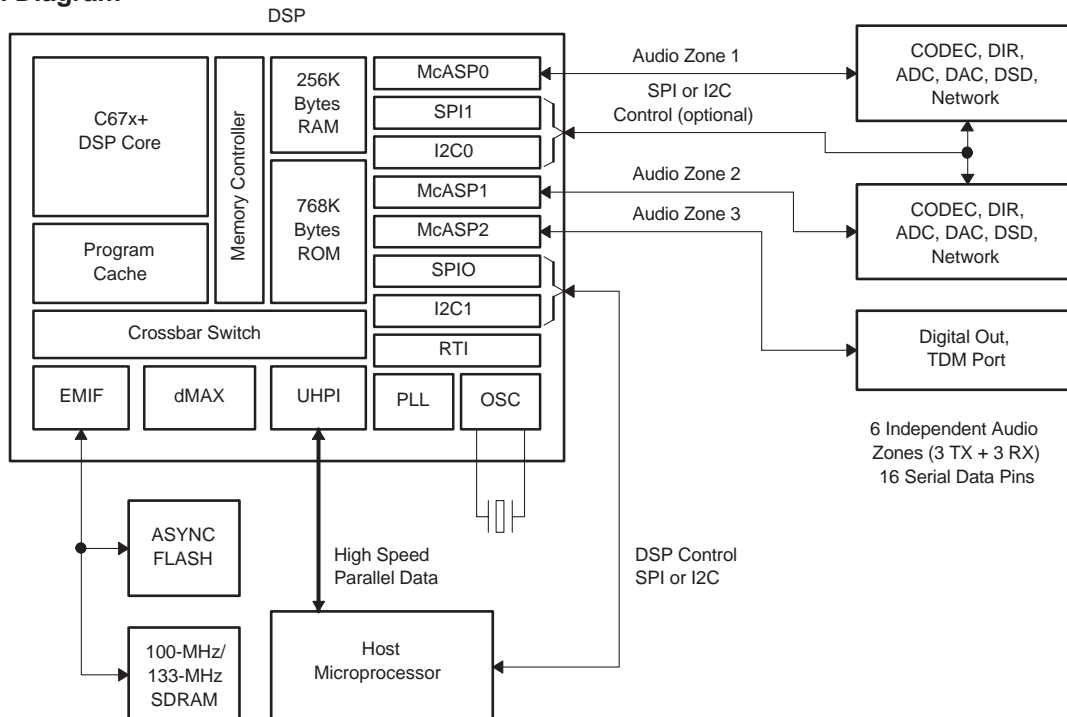 DSP
C67x+
DSP Core
Program
Cache
Memory Controller
256K
Bytes
RAM
768K
Bytes
ROM
McASP0
SPI1
I2C0
McASP1
McASP2
SPIO
I2C1
RTI
Crossbar Switch
EMIF
dMAX
UHPI
PLL
OSC
Audio Zone 1
SPI or I2C
Control (optional)
Audio Zone 2
Audio Zone 3
CODEC, DIR,
ADC, DAC, DSD,
Network
CODEC, DIR,
ADC, DAC, DSD,
Network
Digital Out,
TDM Port
6 Independent Audio
Zones (3 TX + 3 RX)
16 Serial Data Pins
ASYNC
FLASH
High Speed
Parallel Data
DSP Control
SPI or I2C
100-MHz/
133-MHz
SDRAM
Host
Microprocessor